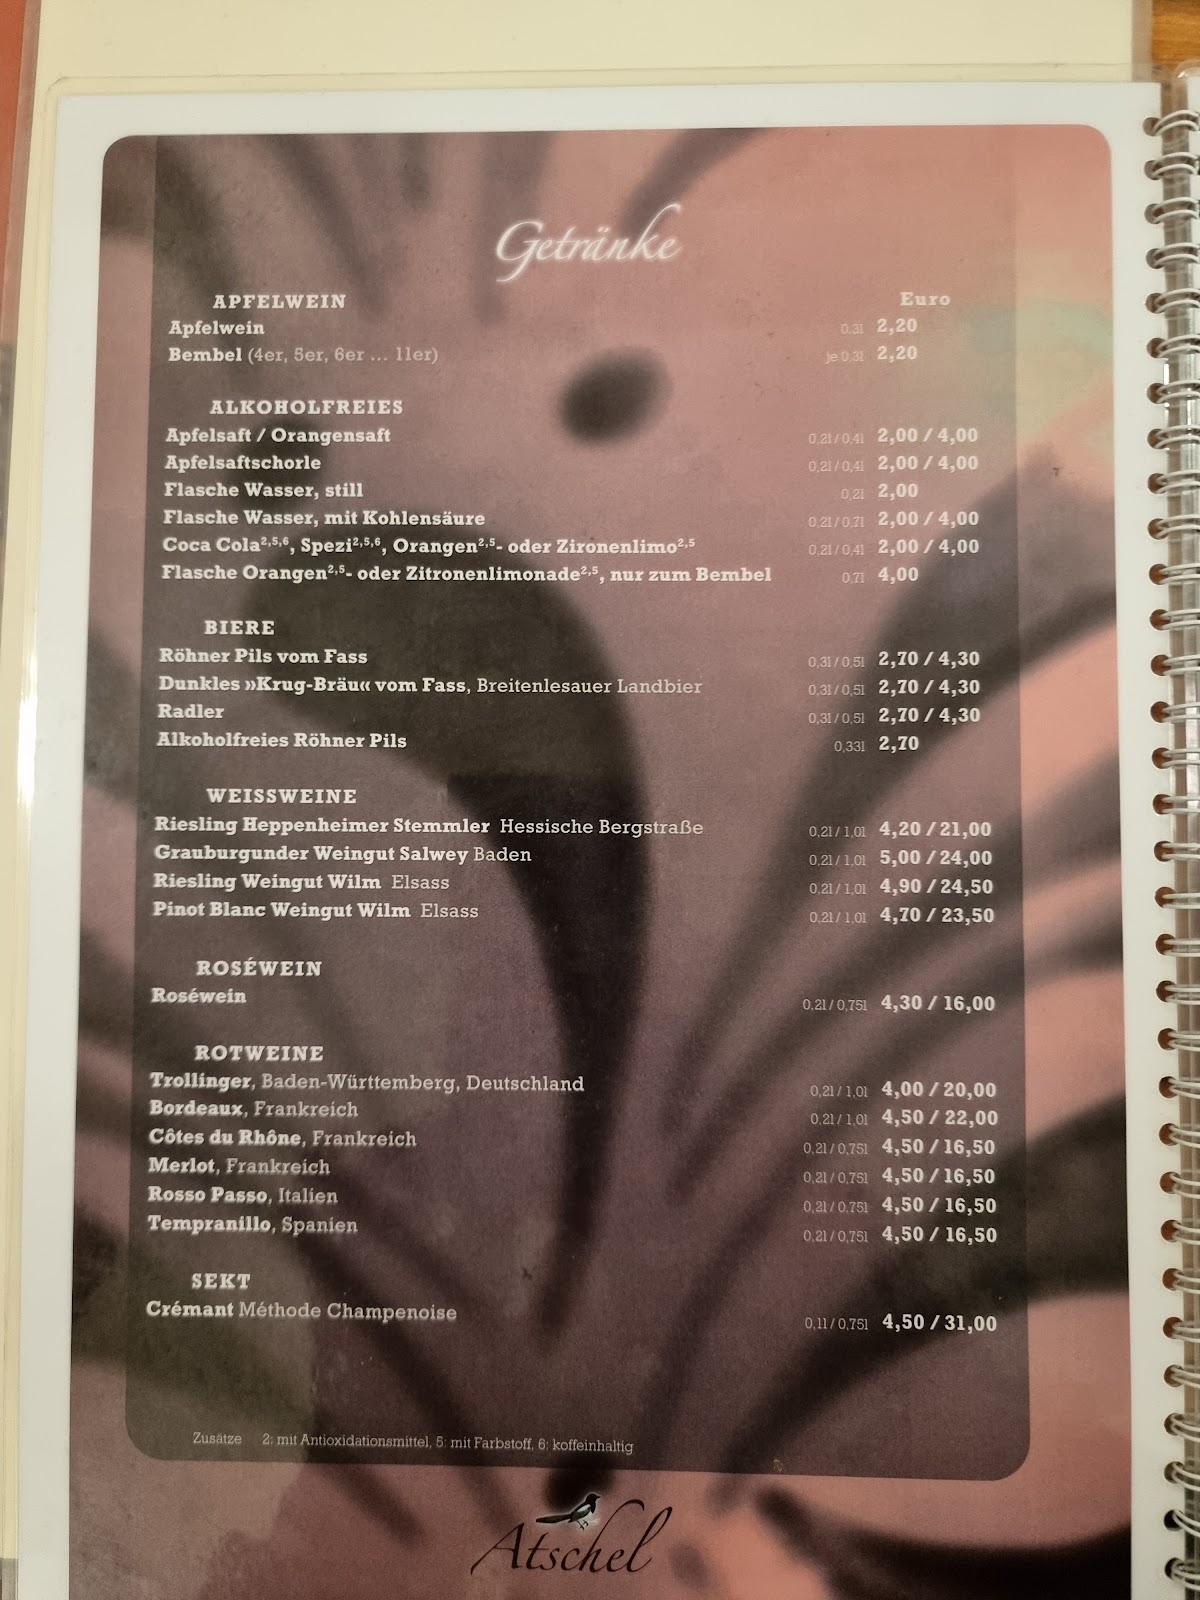 Getränke
APFELWEIN Euro
Apfelwein 0,3l 2,20
Bembel (4er, 5er, 6er ... 11er) je 0,3l 2,20
ALKOHOLFREIES
Apfelsaft / Orangensaft 0,2l / 0,4l 2,00 / 4,00
Apfelsaftschorle 0,2l / 0,4l 2,00 / 4,00
Flasche Wasser, still 0,2l 2,00
Flasche Wasser, mit Kohlensäure 0,2l / 0,7l 2,00 / 4,00
Coca Cola2,5,6, Spezi2,5,6, Orangen2,5- oder Zironenlimo2,5 0,2l / 0,4l 2,00 / 4,00
Flasche Orangen2,5- oder Zitronenlimonade2,5, nur zum Bembel 0,7l 4,00
BIERE
Röhner Pils vom Fass 0,3l / 0,5l 2,70 / 4,30
Dunkles »Krug-Bräu« vom Fass, Breitenlesauer Landbier 0,3l / 0,5l 2,70 / 4,30
Radler 0,3l / 0,5l 2,70 / 4,30
Alkoholfreies Röhner Pils 0,33l 2,70
WEISSWEINE
Riesling Heppenheimer Stemmler Hessische Bergstraße 0,2l / 1,0l 4,20 / 21,00
Grauburgunder Weingut Salwey Baden 0,2l / 1,0l 5,00 / 24,00
Riesling Weingut Wilm Elsass 0,2l / 1,0l 4,90 / 24,50
Pinot Blanc Weingut Wilm Elsass 0,2l / 1,0l 4,70 / 23,50
ROSÉWEIN
Roséwein 0,2l / 0,75l 4,30 / 16,00
ROTWEINE
Trollinger, Baden-Württemberg, Deutschland 0,2l / 1,0l 4,00 / 20,00
Bordeaux, Frankreich 0,2l / 1,0l 4,50 / 22,00
Côtes du Rhône, Frankreich 0,2l / 0,75l 4,50 / 16,50
Merlot, Frankreich 0,2l / 0,75l 4,50 / 16,50
Rosso Passo, Italien 0,2l / 0,75l 4,50 / 16,50
Tempranillo, Spanien 0,2l / 0,75l 4,50 / 16,50
SEKT
Crémant Méthode Champenoise 0,1l / 0,75l 4,50 / 31,00
Zusätze 2: mit Antioxidationsmittel, 5: mit Farbstoff, 6: koffeinhaltig
Atschel